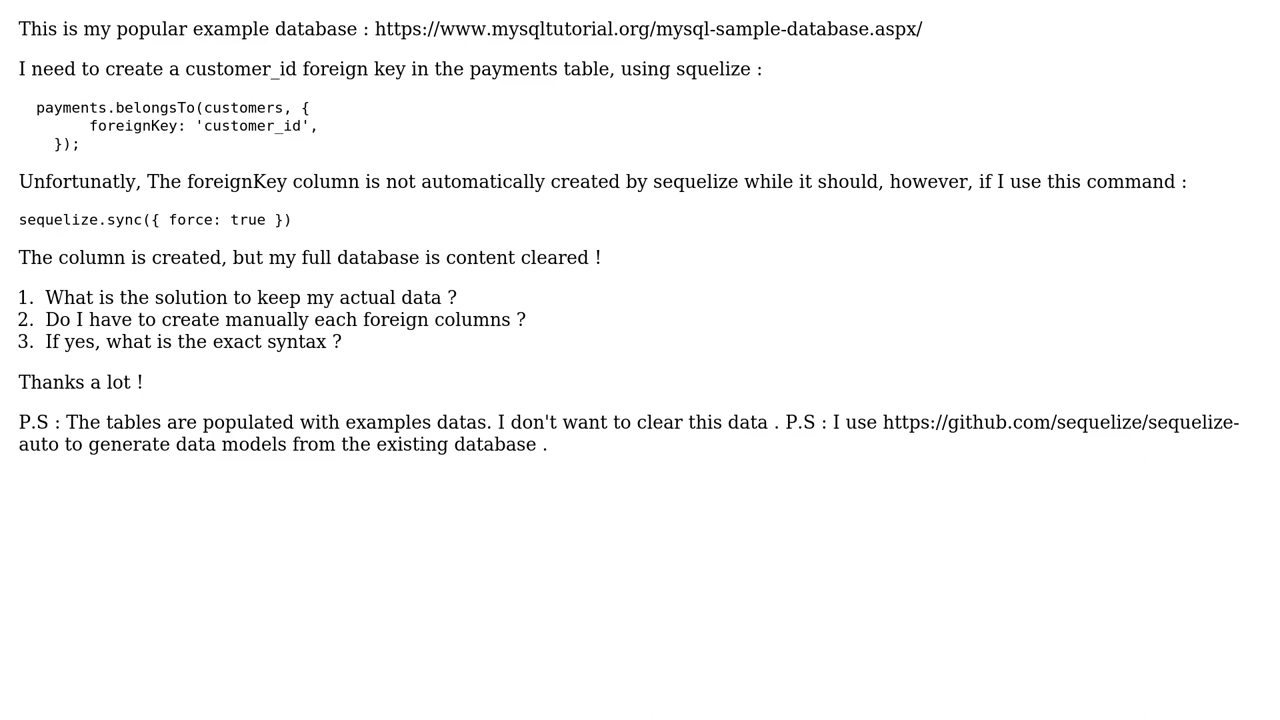 This is my popular example database : https://www.mysqltutorial.org/mysql-sample-database.aspx/
I need to create a customer_id foreign key in the payments table, using squelize :
payments.belongsTo(customers, {
foreignKey: 'customer_id',
});
Unfortunatly, The foreignKey column is not automatically created by sequelize while it should, however, if I use this command :
sequelize.sync({ force: true })
The column is created, but my full database is content cleared !
1. What is the solution to keep my actual data ?
2. Do I have to create manually each foreign columns ?
3. If yes, what is the exact syntax ?
Thanks a lot !
P.S : The tables are populated with examples datas. I don't want to clear this data . P.S : I use https://github.com/sequelize/sequelize-
auto to generate data models from the existing database .